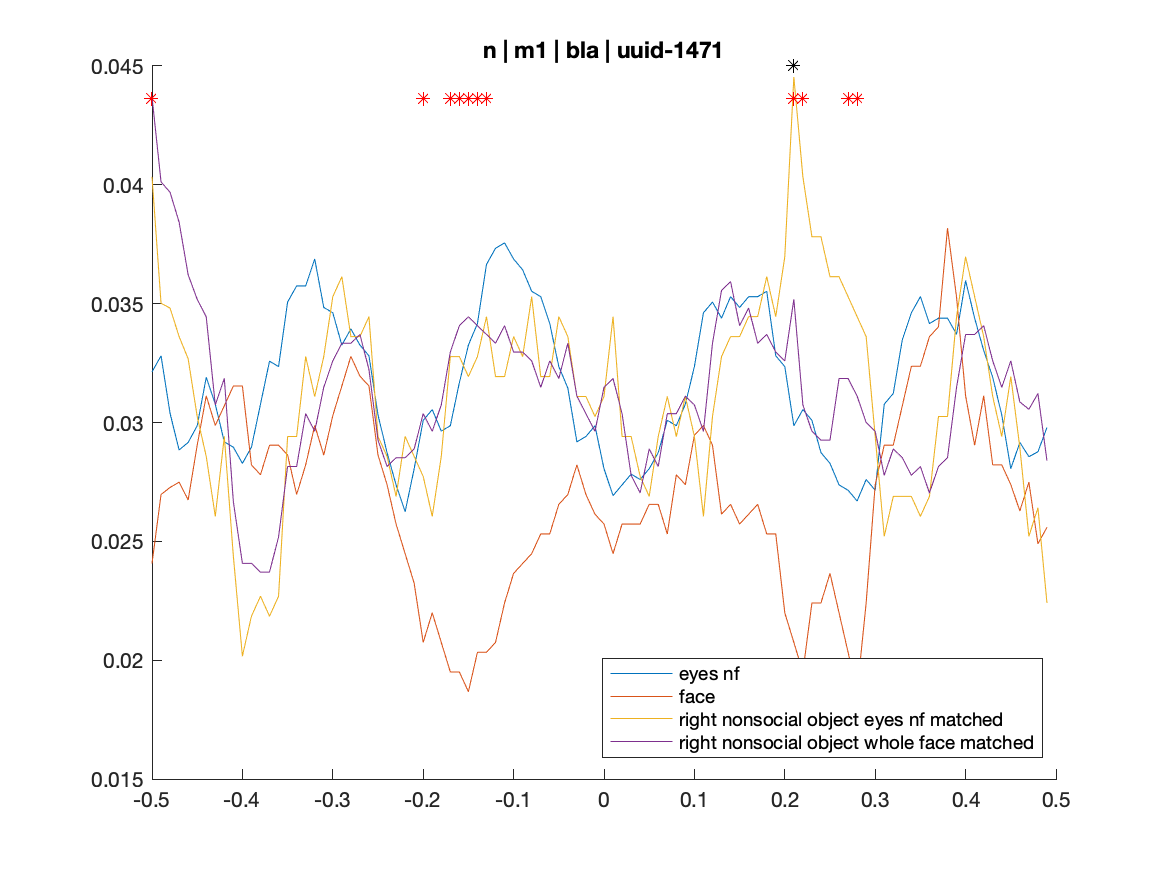 n | m1 | bla | uuid-1471
0.045
0.04
0.035
0.03
0.025
0.02
0.015
eyes nf
face
right nonsocial object eyes nf matched
right nonsocial object whole face matched
-0.5 -0.4 -0.3 -0.2 -0.1 0 0.1 0.2 0.3 0.4 0.5